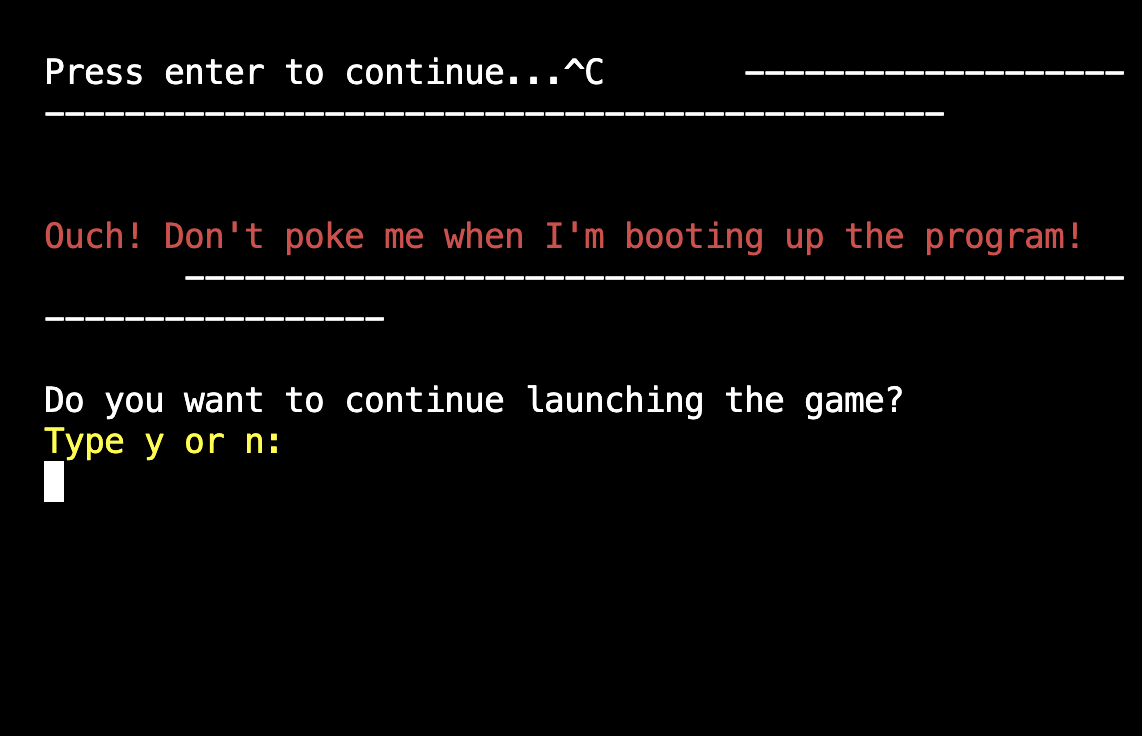 Press enter to continue...^C       -------------------
---------------------------------------------
Ouch! Don't poke me when I'm booting up the program!
       -----------------------------------------------
-----------------
Do you want to continue launching the game?
Type y or n: